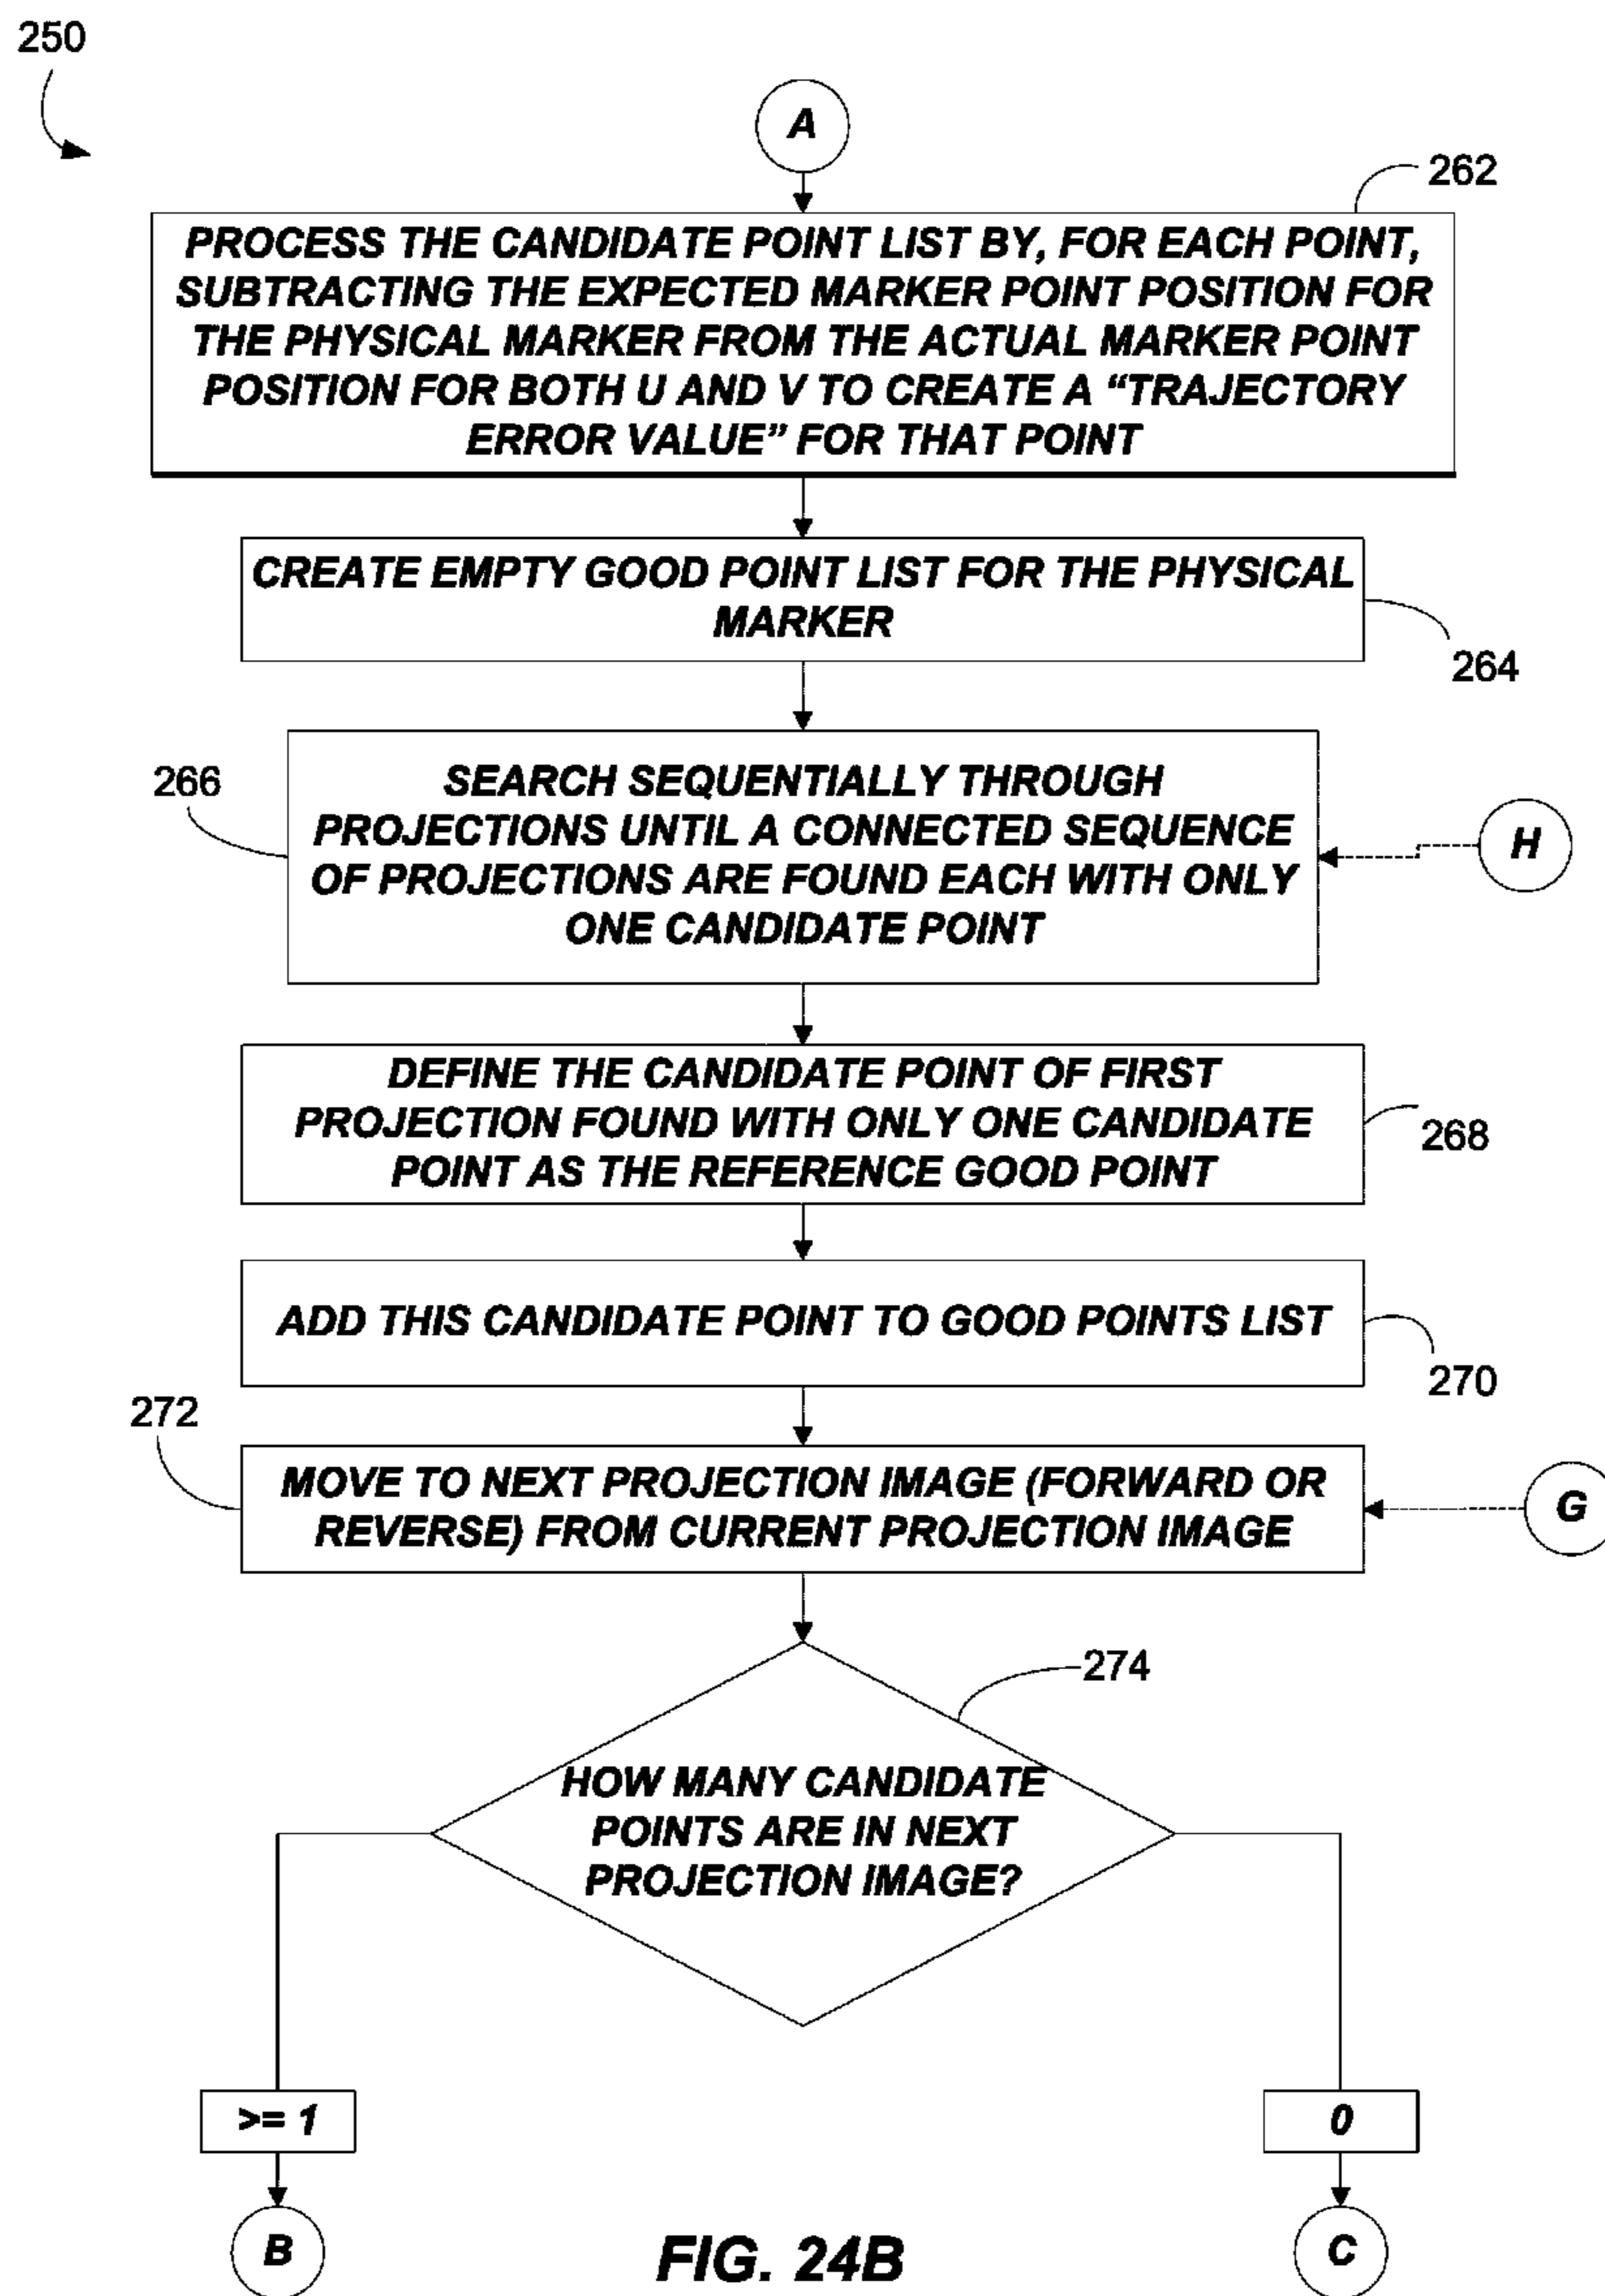 250
A
262
PROCESS THE CANDIDATE POINT LIST BY, FOR EACH POINT,
SUBTRACTING THE EXPECTED MARKER POINT POSITION FOR
THE PHYSICAL MARKER FROM THE ACTUAL MARKER POINT
POSITION FOR BOTH U AND V TO CREATE A “TRAJECTORY
ERROR VALUE” FOR THAT POINT
CREATE EMPTY GOOD POINT LIST FOR THE PHYSICAL
MARKER
264
266
SEARCH SEQUENTIALLY THROUGH
PROJECTIONS UNTIL A CONNECTED SEQUENCE
OF PROJECTIONS ARE FOUND EACH WITH ONLY
ONE CANDIDATE POINT
H
DEFINE THE CANDIDATE POINT OF FIRST
PROJECTION FOUND WITH ONLY ONE CANDIDATE
POINT AS THE REFERENCE GOOD POINT
268
ADD THIS CANDIDATE POINT TO GOOD POINTS LIST
270
272
MOVE TO NEXT PROJECTION IMAGE (FORWARD OR
REVERSE) FROM CURRENT PROJECTION IMAGE
G
274
HOW MANY CANDIDATE
POINTS ARE IN NEXT
PROJECTION IMAGE?
>= 1
0
B
C
FIG. 24B